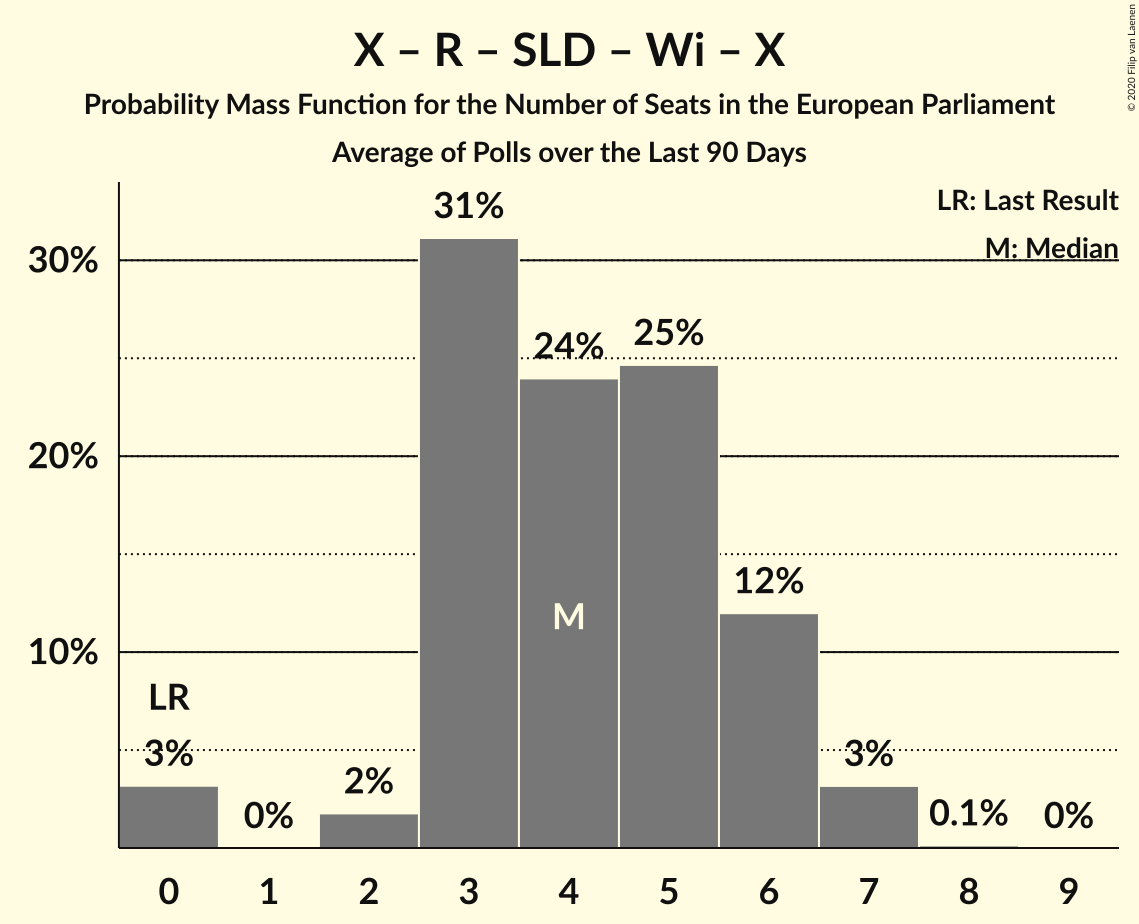 X – R – SLD – Wi – X
Probability Mass Function for the Number of Seats in the European Parliament
Average of Polls over the Last 90 Days
© 2020 Filip van Laenen
LR: Last Result
M: Median
30%
20%
10%
31%
24%
25%
12%
M
LR
3%
0%
2%
3%
0.1%
0%
0 1 2 3 4 5 6 7 8 9